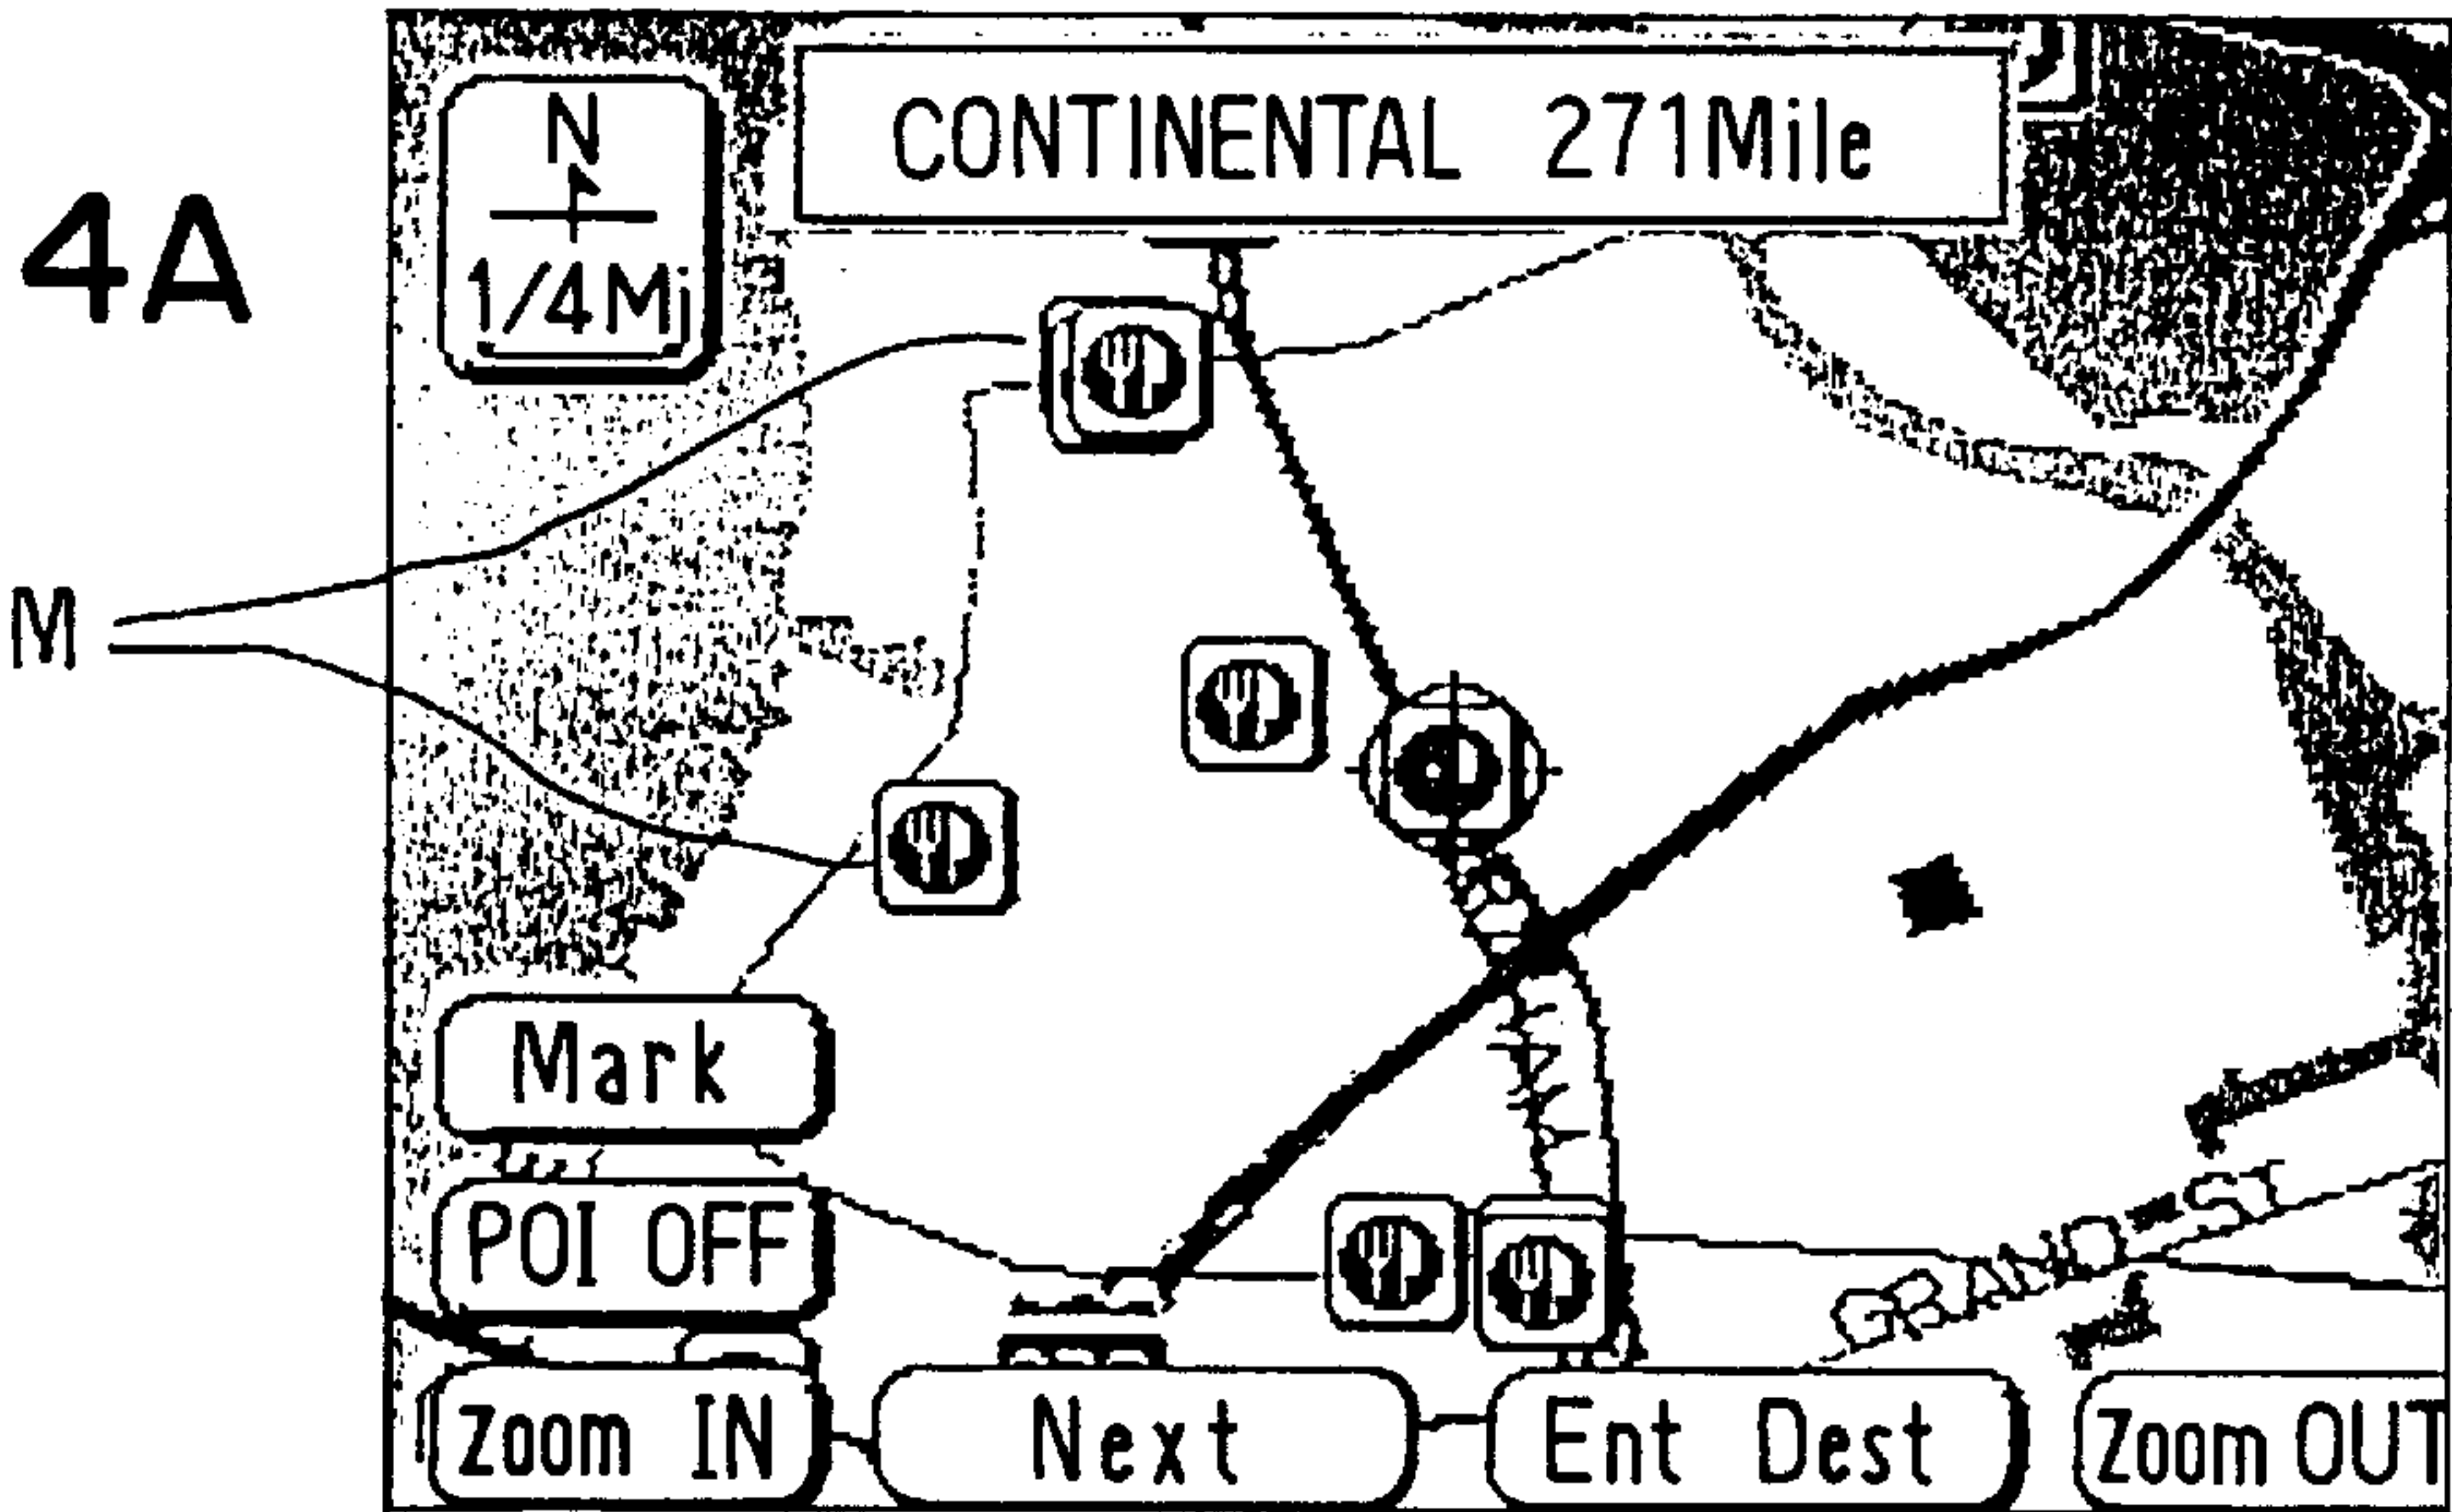 4A
N
1/4Mi
CONTINENTAL 271Mile
M
Mark
POI OFF
GRAND ST
Zoom IN
Next
Ent Dest
Zoom OUT